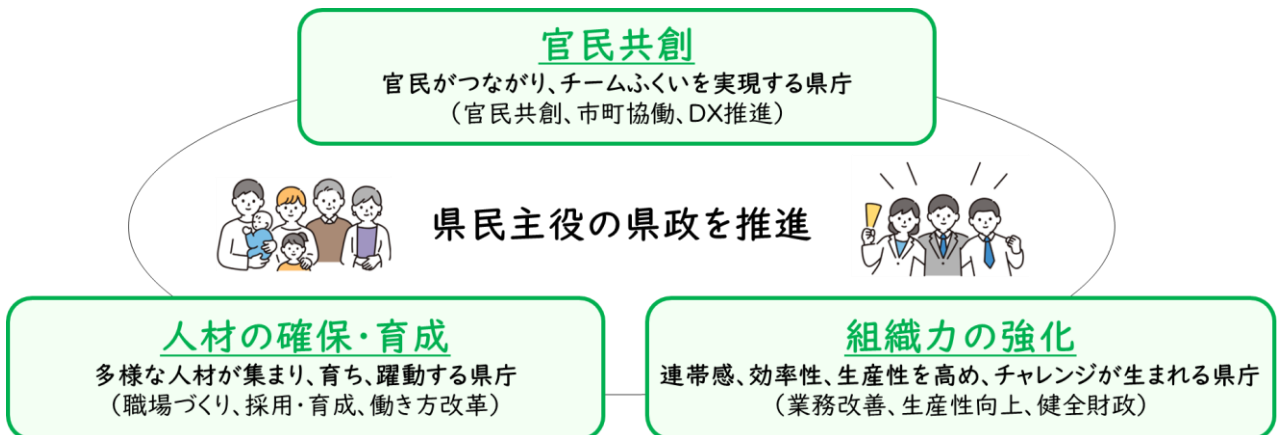 官民共創
官民がつながり、チームふくいを実現する県庁
（官民共創、市町協働、DX推進）
県民主役の県政を推進
人材の確保･育成
多様な人材が集まり、育ち、躍動する県庁
（職場づくり、採用･育成、働き方改革）
組織力の強化
連帯感、効率性、生産性を高め、チャレンジが生まれる県庁
（業務改善、生産性向上、健全財政）